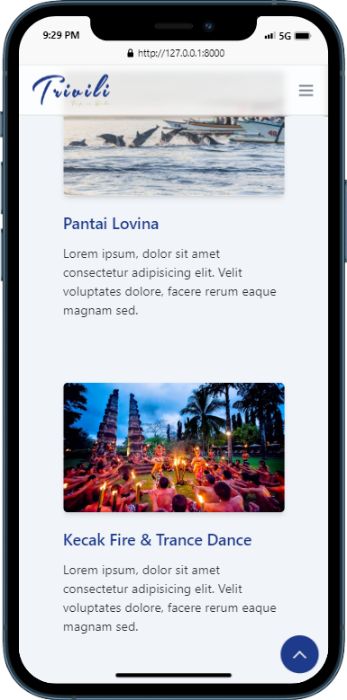 9:29 PM
5G
http://127.0.0.1:8000
Trivili
Pantai Lovina
Lorem ipsum, dolor sit amet
consectetur adipisicing elit. Velit
voluptates dolore, facere rerum eaque
magnam sed.
Kecak Fire & Trance Dance
Lorem ipsum, dolor sit amet
consectetur adipisicing elit. Velit
voluptates dolore, facere rerum eaque
magnam sed.